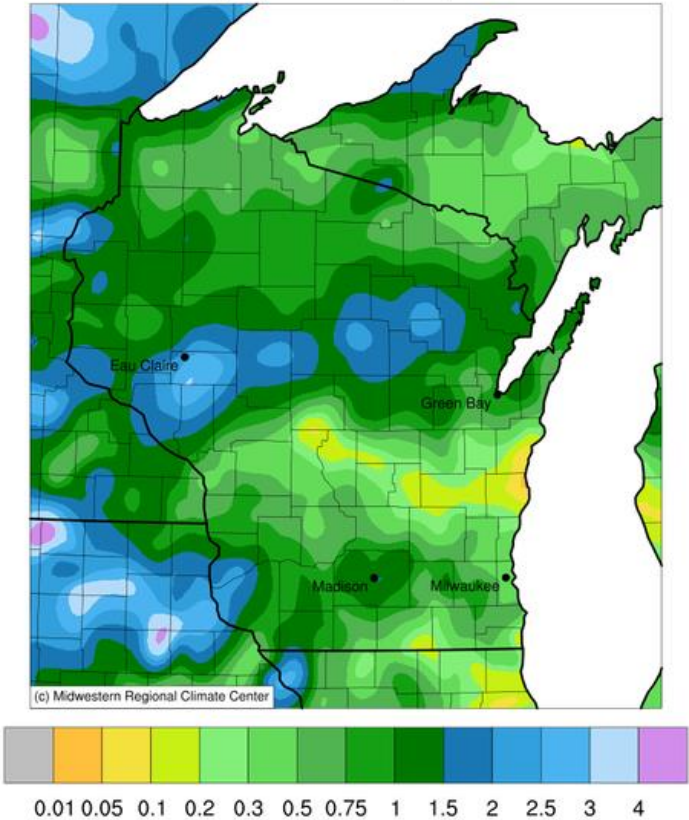 Eau Claire
Green Bay
Madison
Milwaukee
(c) Midwestern Regional Climate Center
0.01 0.05 0.1 0.2 0.3 0.5 0.75 1 1.5 2 2.5 3 4